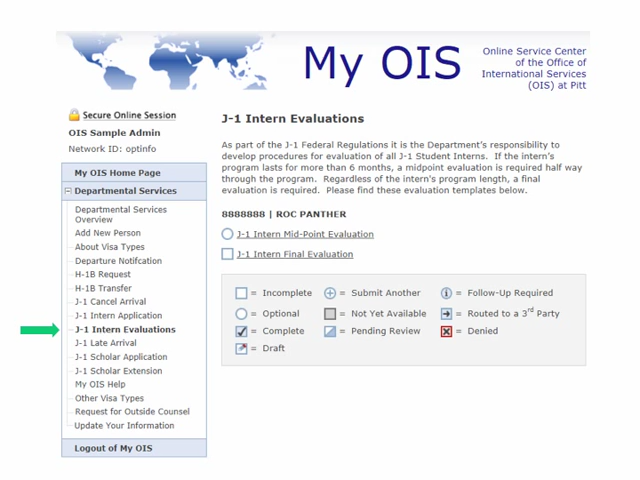 My OIS
Online Service Center
of the Office of
International Services
(OIS) at Pitt
Secure Online Session
OIS Sample Admin
Network ID: optinfo
My OIS Home Page
Departmental Services
Departmental Services
Overview
Add New Person
About Visa Types
Departure Notifcation
H-1B Request
H-1B Transfer
J-1 Cancel Arrival
J-1 Intern Application
J-1 Intern Evaluations
J-1 Late Arrival
J-1 Scholar Application
J-1 Scholar Extension
My OIS Help
Other Visa Types
Request for Outside Counsel
Update Your Information
Logout of My OIS
J-1 Intern Evaluations
As part of the J-1 Federal Regulations it is the Department's responsibility to
develop procedures for evaluation of all J-1 Student Interns. If the intern's
program lasts for more than 6 months, a midpoint evaluation is required half way
through the program. Regardless of the intern's program length, a final
evaluation is required. Please find these evaluation templates below.
8888888 | ROC PANTHER
J-1 Intern Mid-Point Evaluation
J-1 Intern Final Evaluation
= Incomplete = Submit Another = Follow-Up Required
= Optional = Not Yet Available = Routed to a 3rd Party
= Complete = Pending Review = Denied
= Draft